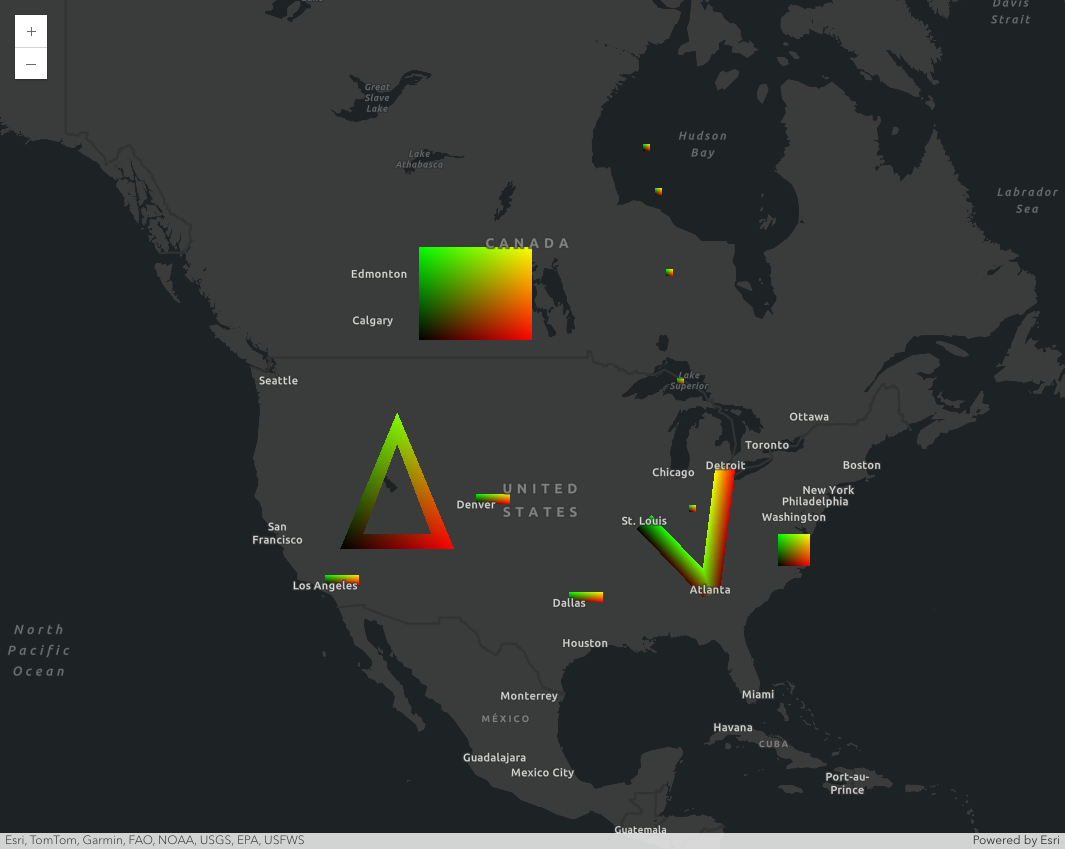 Davis
Strait
+
−
Great
Slave
Lake
Hudson
Bay
Lake
Athabasca
Labrador
Sea
CANADA
Edmonton
Calgary
Seattle
Lake
Superior
Ottawa
Toronto
Detroit
Boston
Chicago
UNITED
STATES
New York
Philadelphia
Denver
Washington
St. Louis
San
Francisco
Los Angeles
Atlanta
Dallas
North
Pacific
Ocean
Houston
Monterrey
Miami
MÉXICO
Havana
CUBA
Guadalajara
Mexico City
Port-au-
Prince
Guatemala
Esri, TomTom, Garmin, FAO, NOAA, USGS, EPA, USFWS
Powered by Esri